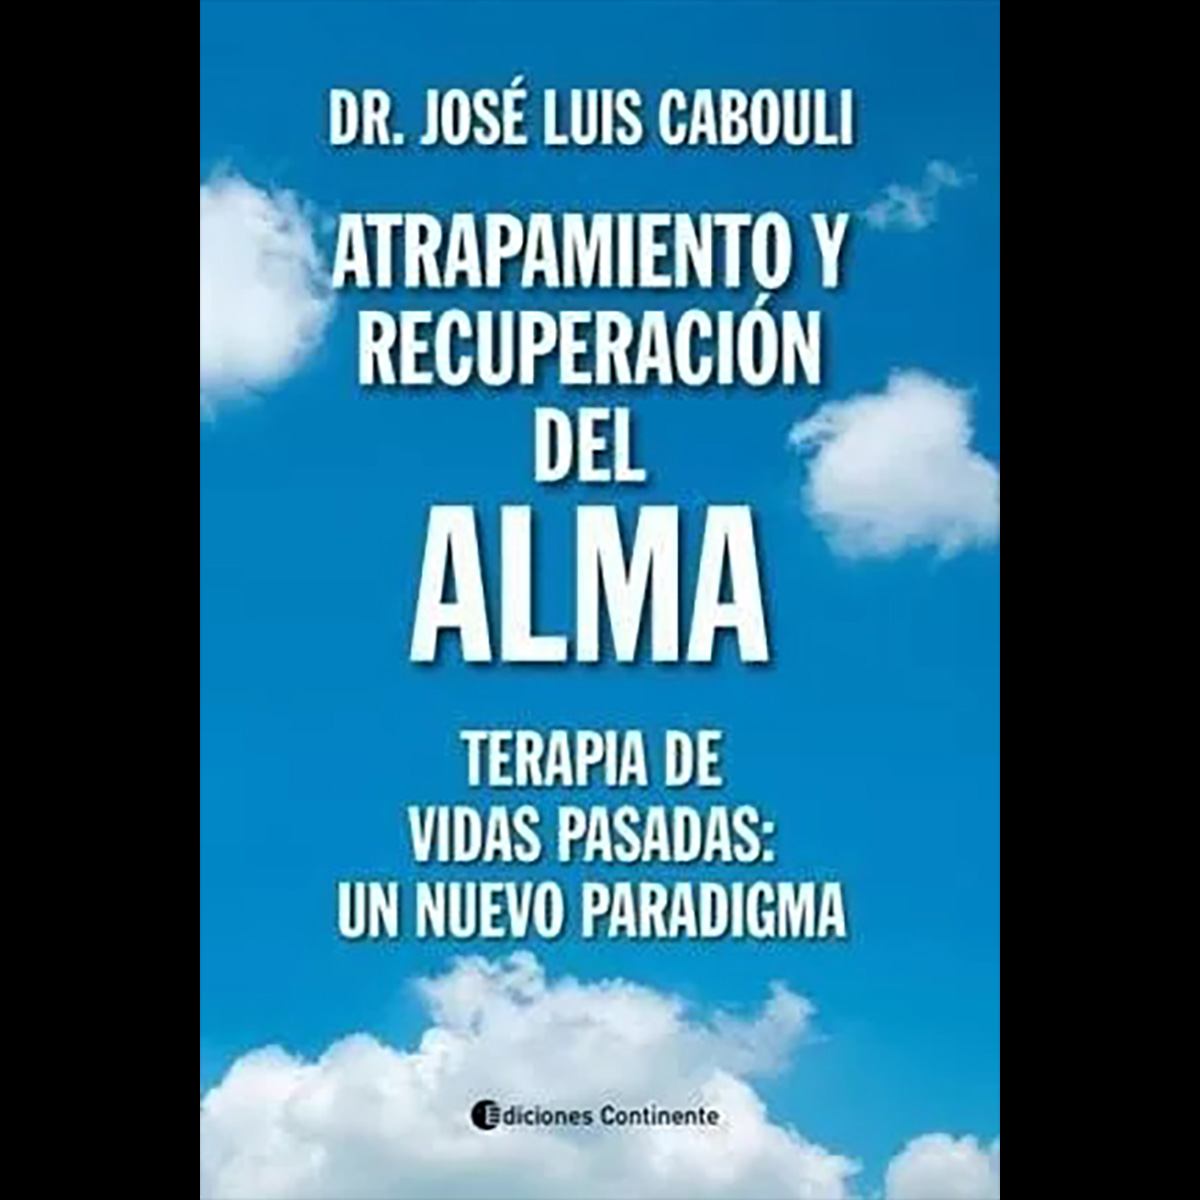 DR. JOSÉ LUIS CABOULI
ATRAPAMIENTO Y
RECUPERACIÓN
DEL
ALMA
TERAPIA DE
VIDAS PASADAS:
UN NUEVO PARADIGMA
Ediciones Continente